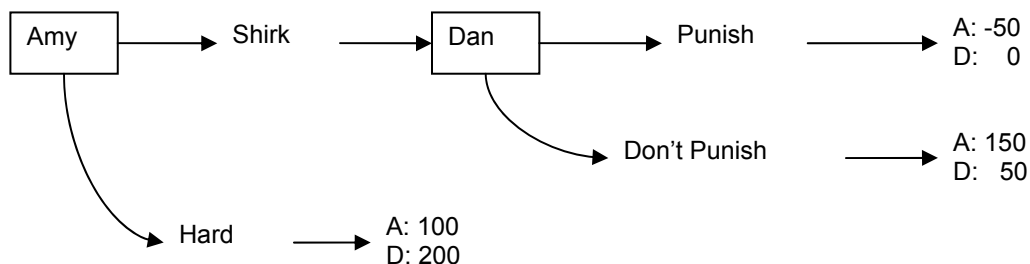 Amy
Shirk
Dan
Punish
A: -50
D: 0
Don't Punish
A: 150
D: 50
Hard
A: 100
D: 200